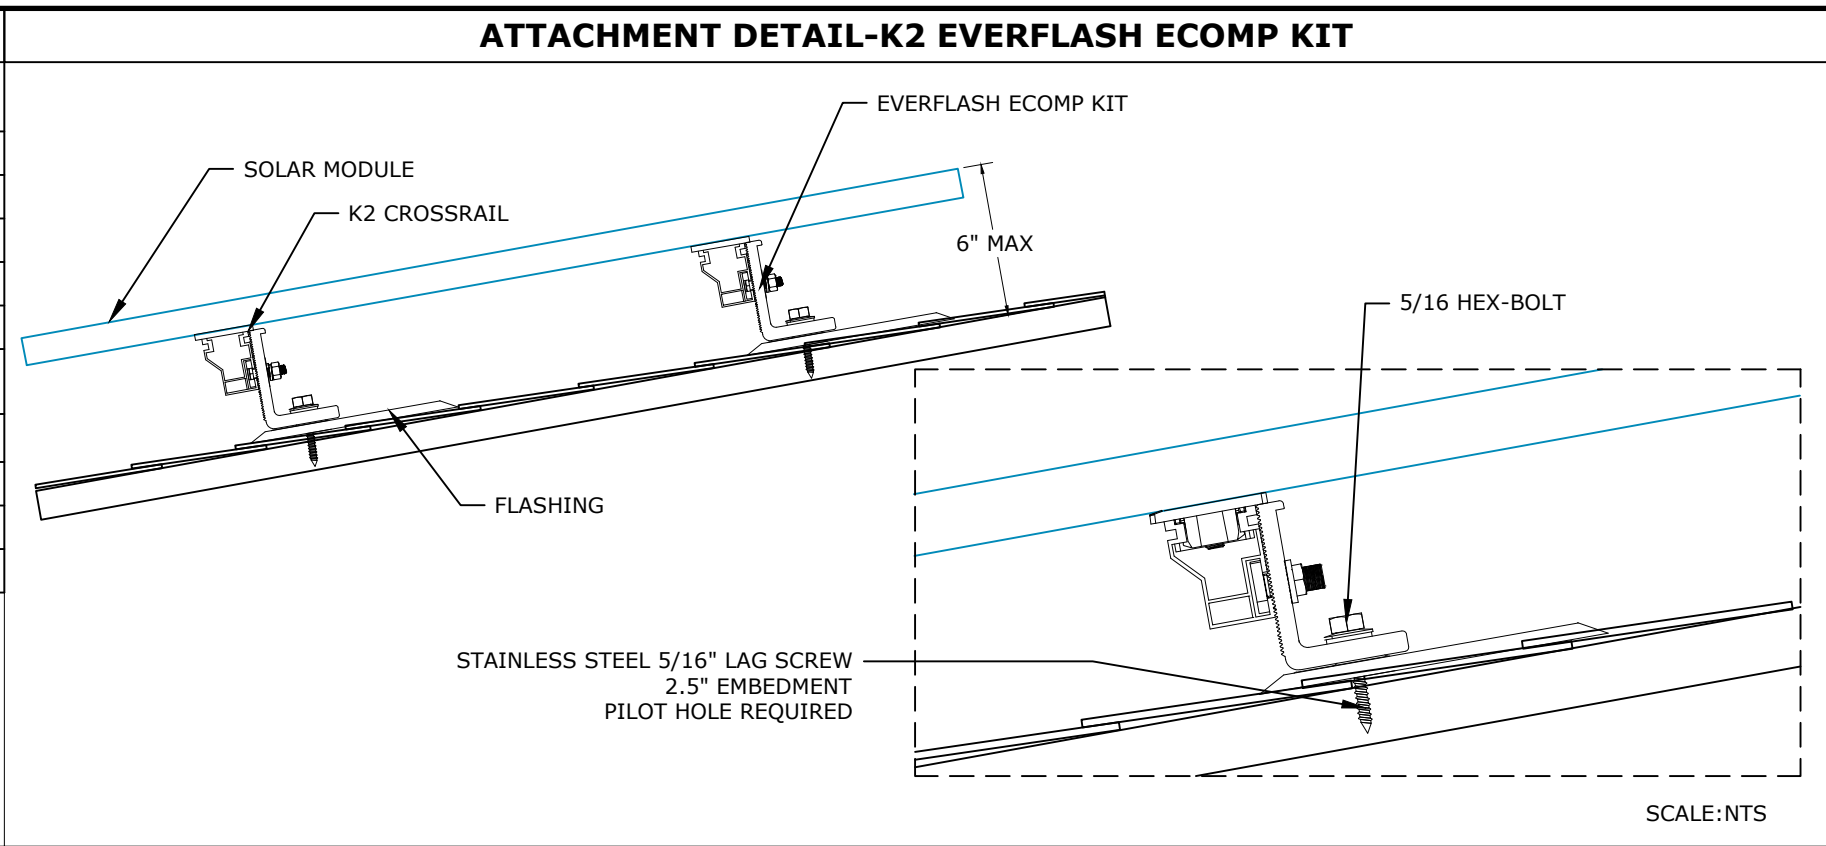 ATTACHMENT DETAIL-K2 EVERFLASH ECOMP KIT
EVERFLASH ECOMP KIT
SOLAR MODULE
K2 CROSSRAIL
6" MAX
5/16 HEX-BOLT
FLASHING
STAINLESS STEEL 5/16" LAG SCREW
2.5" EMBEDMENT
PILOT HOLE REQUIRED
SCALE:NTS